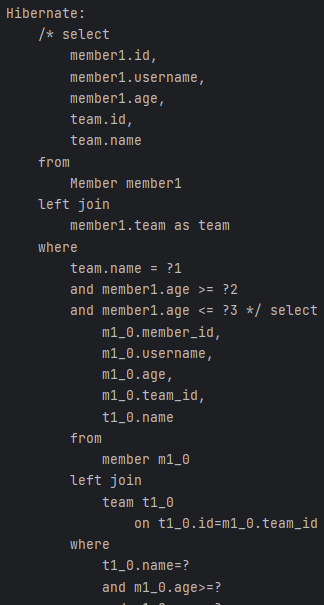 Hibernate:
    /* select
        member1.id,
        member1.username,
        member1.age,
        team.id,
        team.name
    from
        Member member1
    left join
        member1.team as team
    where
        team.name = ?1
        and member1.age >= ?2
        and member1.age <= ?3 */ select
            m1_0.member_id,
            m1_0.username,
            m1_0.age,
            m1_0.team_id,
            t1_0.name
        from
            member m1_0
        left join
            team t1_0
                on t1_0.id=m1_0.team_id
        where
            t1_0.name=?
            and m1_0.age>=?